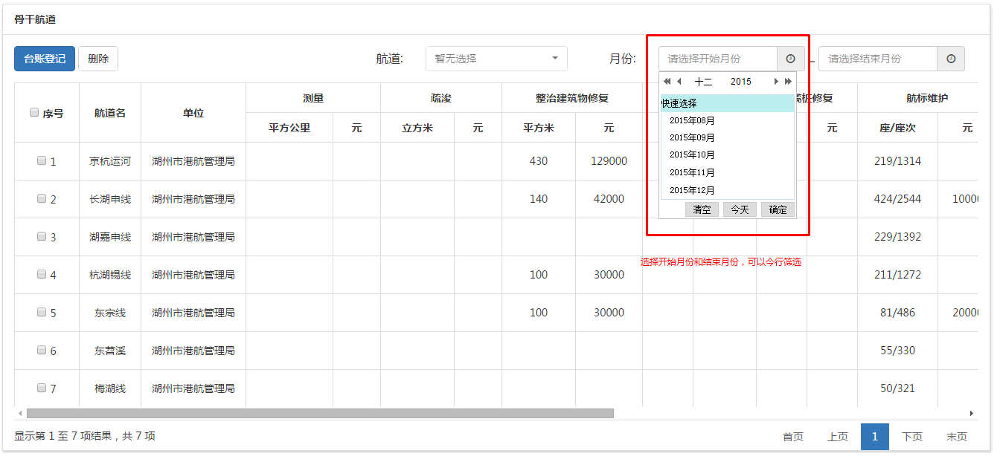 骨干航道
台账登记 删除 航道: 暂无选择 月份: 请选择开始月份 - 请选择结束月份
十二 2015
快速选择
2015年08月
2015年09月
2015年10月
2015年11月
2015年12月
清空 今天 确定
序号 航道名 单位 测量 疏浚 整治建筑物修复 桩修复 航标维护
平方公里 元 立方米 元 平方米 元 元 座/座次 元
1 京杭运河 湖州市港航管理局 430 129000 219/1314
2 长湖申线 湖州市港航管理局 140 42000 424/2544 1000
3 湖嘉申线 湖州市港航管理局 229/1392
选择开始月份和结束月份，可以今行筛选
4 杭湖锡线 湖州市港航管理局 100 30000 211/1272
5 东宗线 湖州市港航管理局 100 30000 81/486 2000
6 东苕溪 湖州市港航管理局 55/330
7 梅湖线 湖州市港航管理局 50/321
显示第 1 至 7 项结果，共 7 项 首页 上页 1 下页 末页